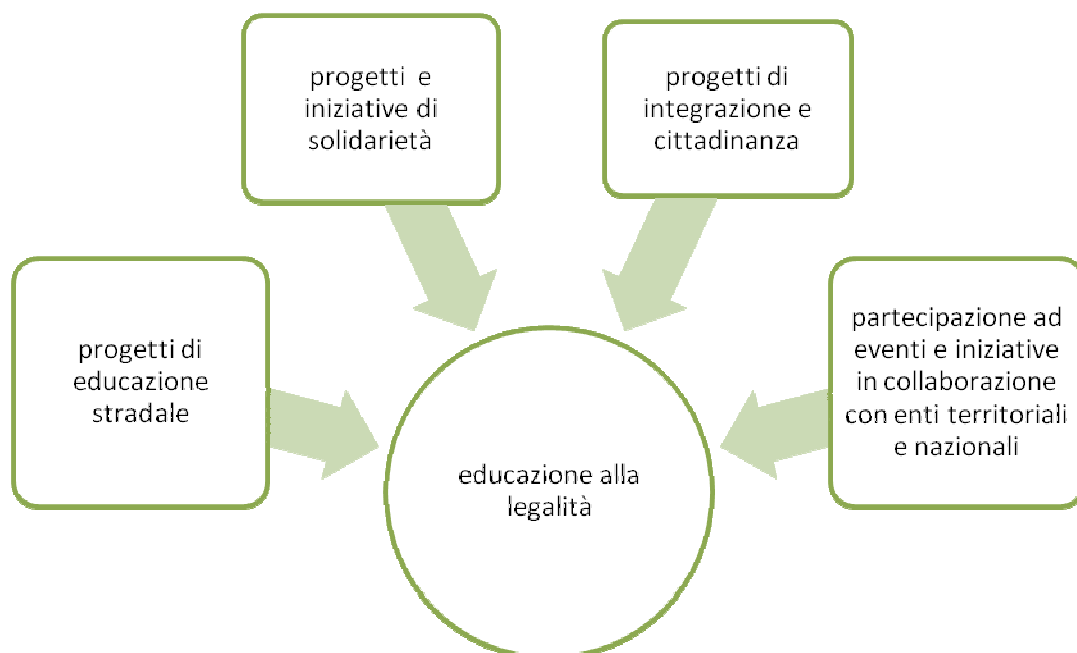 progetti e
iniziative di
solidarietà
progetti di
integrazione e
cittadinanza
progetti di
educazione
stradale
partecipazione ad
eventi e iniziative
in collaborazione
con enti territoriali
e nazionali
educazione alla
legalità